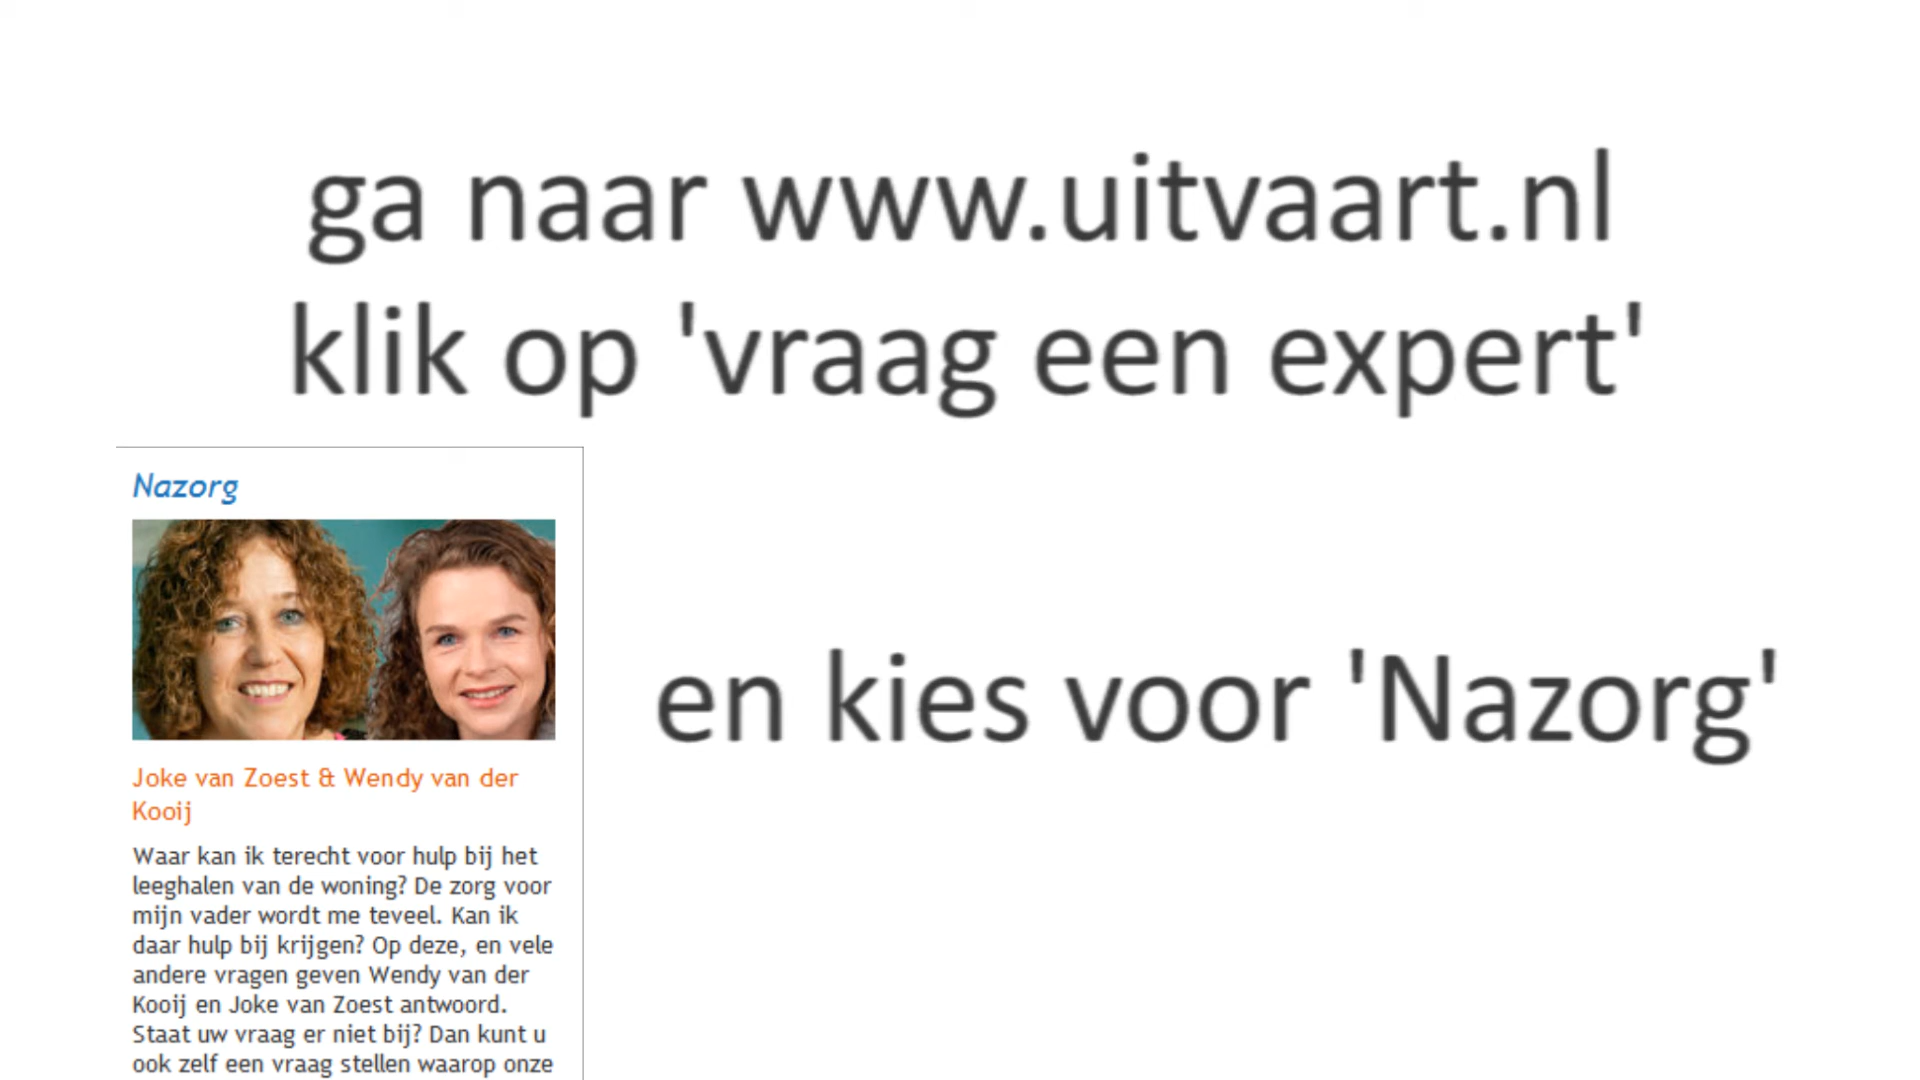 ga naar www.uitvaart.nl
klik op 'vraag een expert'
Nazorg
Joke van Zoest & Wendy van der
Kooij
Waar kan ik terecht voor hulp bij het
leeghalen van de woning? De zorg voor
mijn vader wordt me teveel. Kan ik
daar hulp bij krijgen? Op deze, en vele
andere vragen geven Wendy van der
Kooij en Joke van Zoest antwoord.
Staat uw vraag er niet bij? Dan kunt u
ook zelf een vraag stellen waarop onze
en kies voor 'Nazorg'